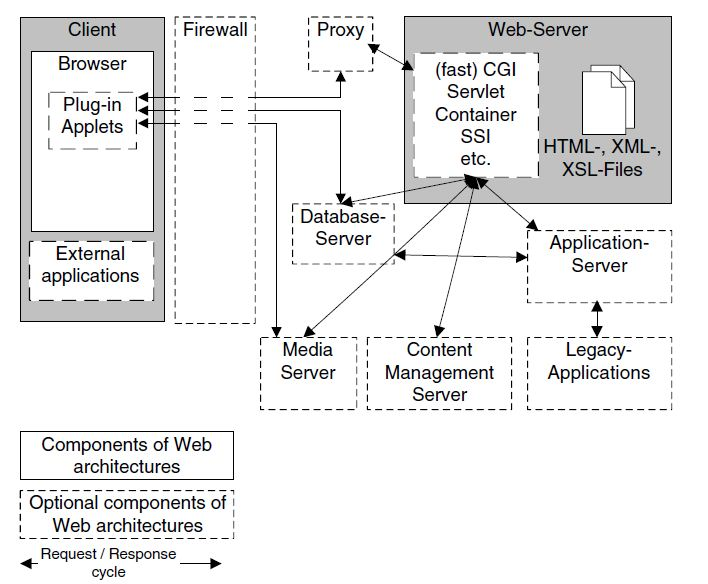 Client
Browser
Plug-in
Applets
External
applications
Firewall
Proxy
Web-Server
(fast) CGI
Servlet
Container
SSI
etc.
HTML-, XML-,
XSL-Files
Database-
Server
Application-
Server
Media
Server
Content
Management
Server
Legacy-
Applications
Components of Web
architectures
Optional components of
Web architectures
Request / Response
cycle